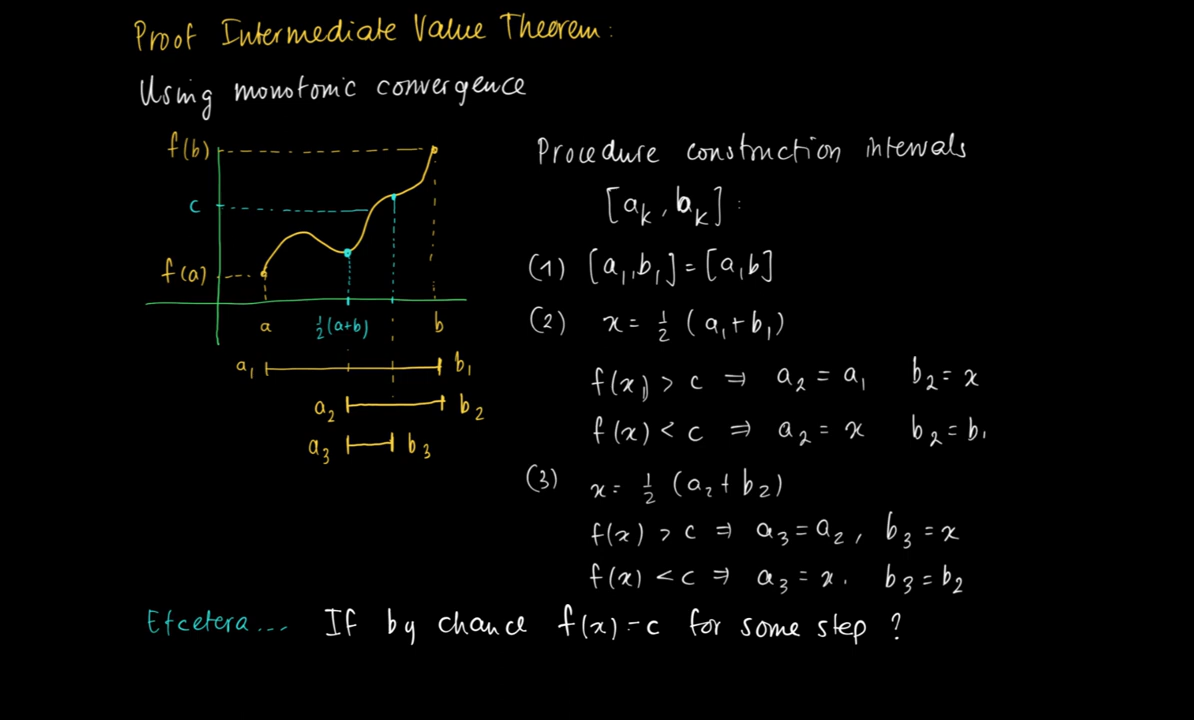 Proof Intermediate Value Theorem:
Using monotonic convergence
f(b)
c
f(a)
a
½(a+b)
b
a₁ b₁
a₂ b₂
a₃ b₃
Procedure construction intervals
[aₖ, bₖ]:
(1) [a₁, b₁] = [a, b]
(2) x = ½ (a₁ + b₁)
f(x) > c ⇒ a₂ = a₁ b₂ = x
f(x) < c ⇒ a₂ = x b₂ = b₁
(3) x = ½ (a₂ + b₂)
f(x) > c ⇒ a₃ = a₂, b₃ = x
f(x) < c ⇒ a₃ = x. b₃ = b₂
Etcetera... If by chance f(x) = c for some step ?